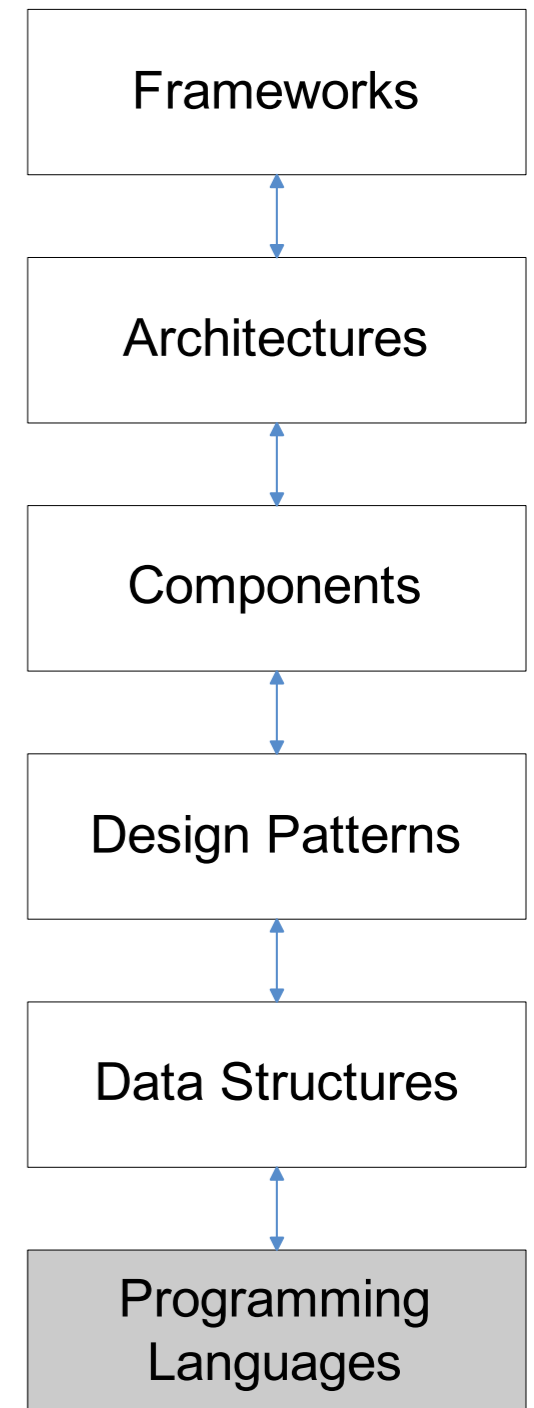 Frameworks
Architectures
Components
Design Patterns
Data Structures
Programming
Languages